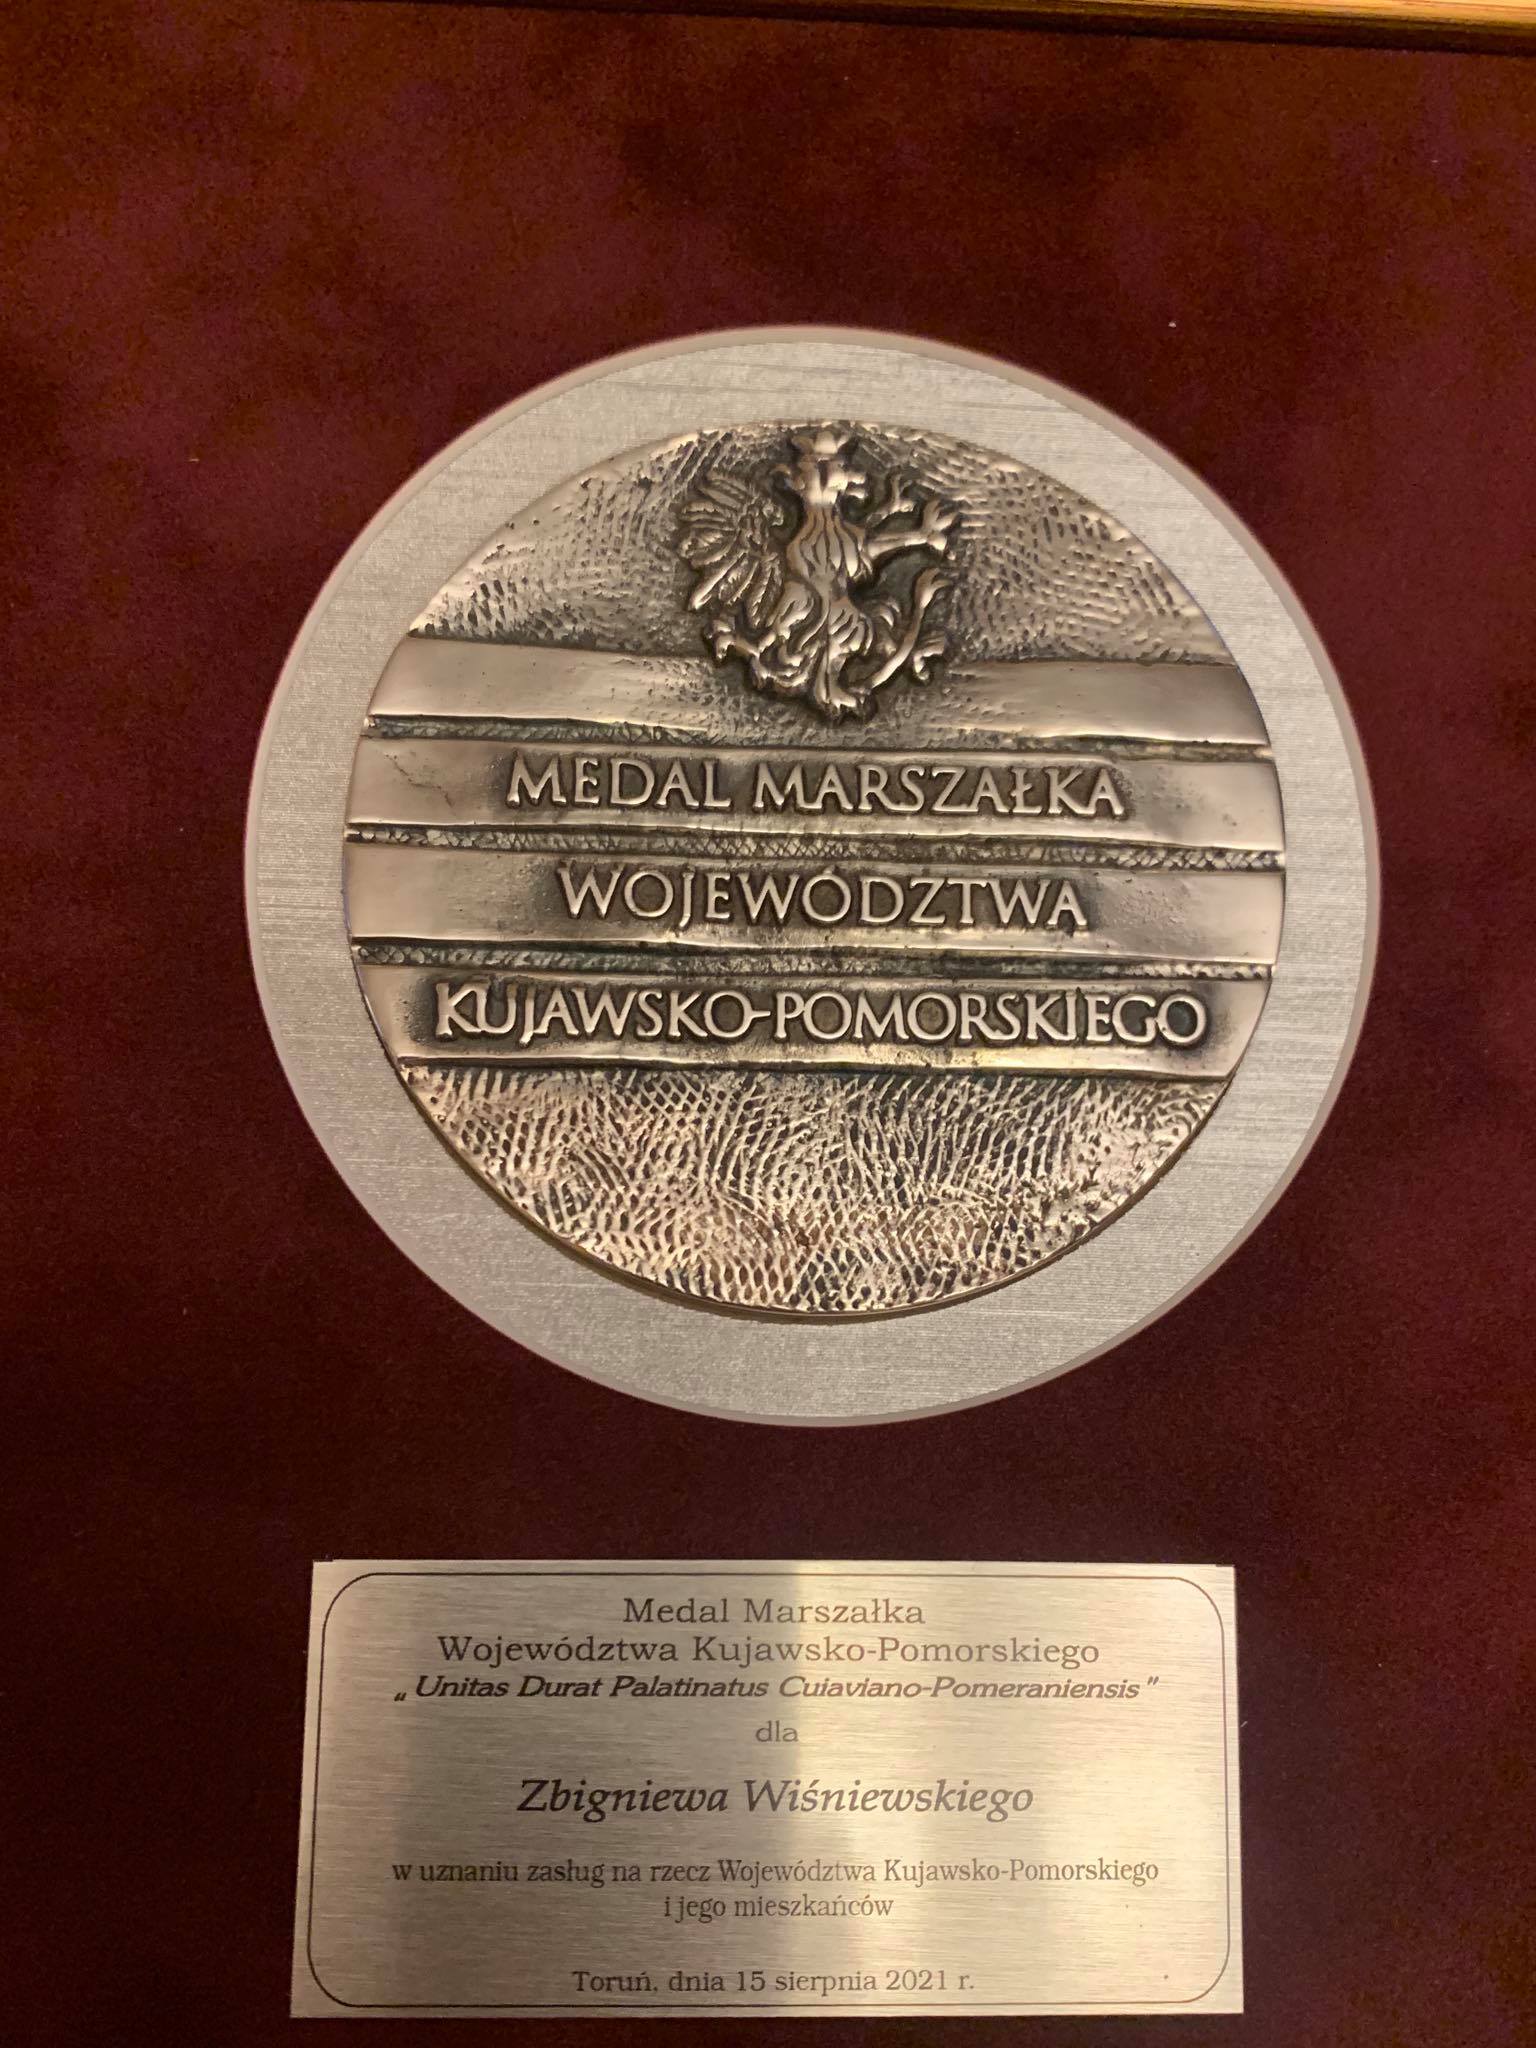 MEDAL MARSZAŁKA
WOJEWÓDZTWA
KUJAWSKO-POMORSKIEGO
Medal Marszałka
Województwa Kujawsko-Pomorskiego
„Unitas Durat Palatinatus Cuiaviano-Pomeraniensis"
dla
Zbigniewa Wiśniewskiego
w uznaniu zasług na rzecz Województwa Kujawsko-Pomorskiego
i jego mieszkańców
Toruń, dnia 15 sierpnia 2021 r.